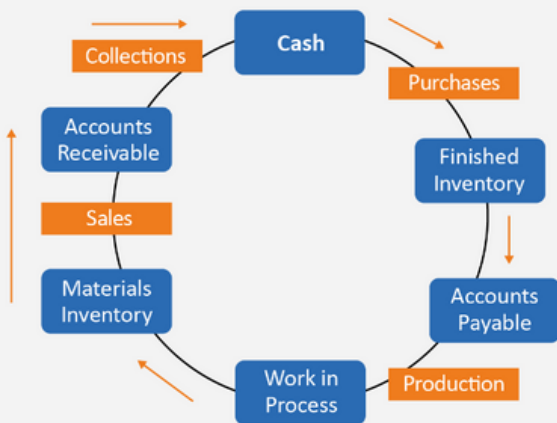 Cash
Purchases
Finished
Inventory
Accounts
Payable
Production
Work in
Process
Materials
Inventory
Sales
Accounts
Receivable
Collections